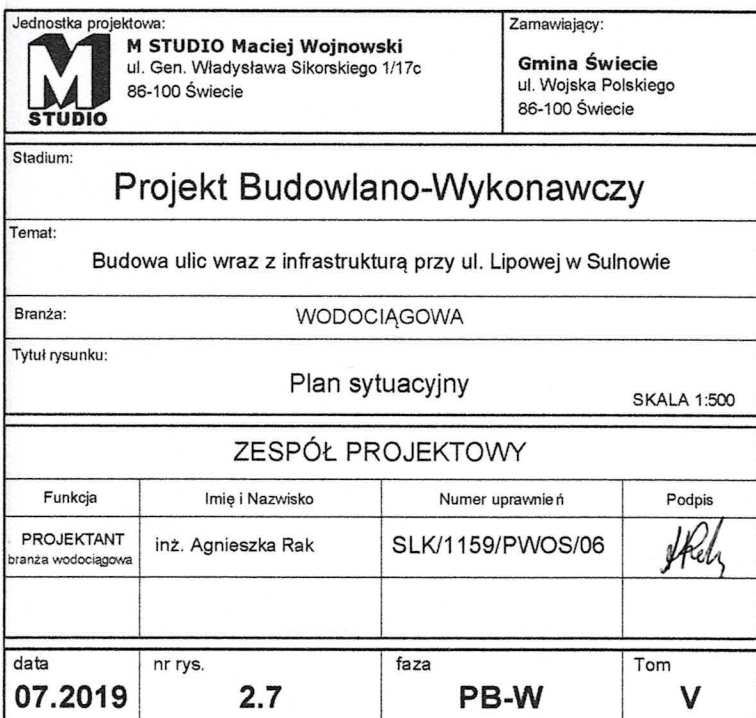 Jednostka projektowa:
M STUDIO
M STUDIO Maciej Wojnowski
ul. Gen. Władysława Sikorskiego 1/17c
86-100 Świecie
Zamawiający:
Gmina Świecie
ul. Wojska Polskiego
86-100 Świecie
Stadium:
Projekt Budowlano-Wykonawczy
Temat:
Budowa ulic wraz z infrastrukturą przy ul. Lipowej w Sulnowie
Branża:
WODOCIĄGOWA
Tytuł rysunku:
Plan sytuacyjny
SKALA 1:500
ZESPÓŁ PROJEKTOWY
Funkcja Imię i Nazwisko Numer uprawnień Podpis
PROJEKTANT
branża wodociągowa
inż. Agnieszka Rak
SLK/1159/PWOS/06
data nr rys. faza Tom
07.2019 2.7 PB-W V